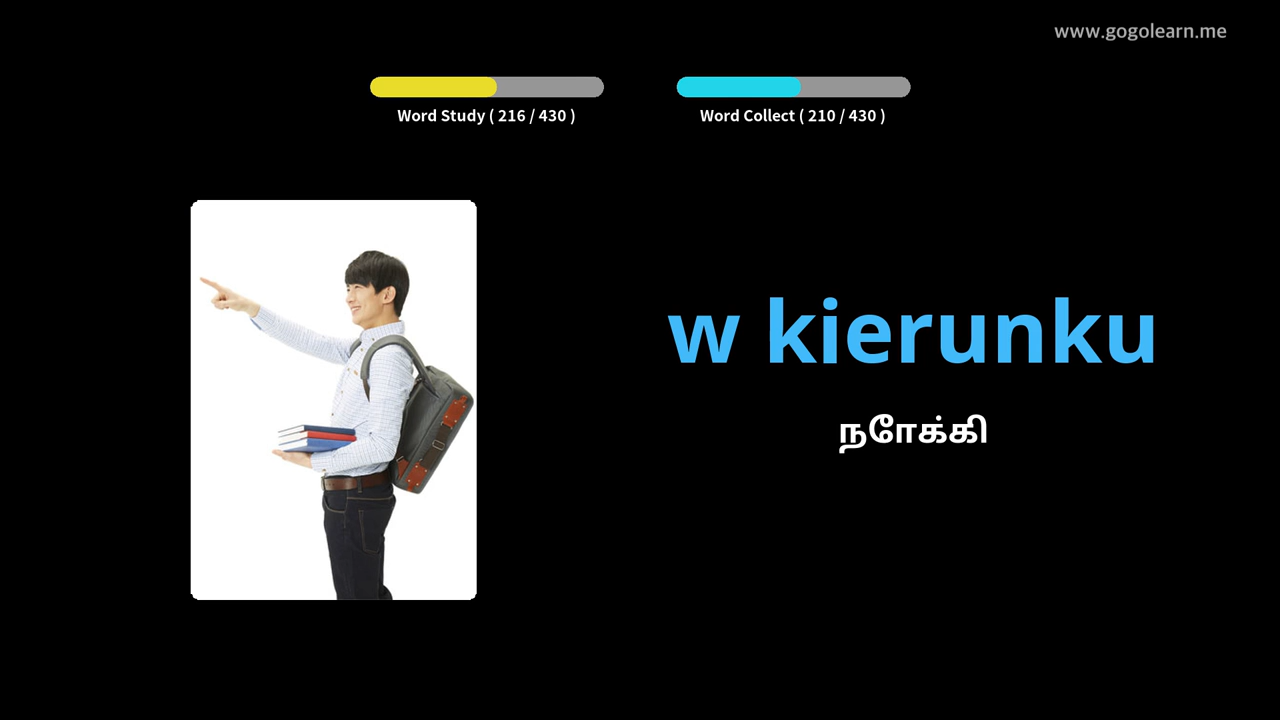 www.gogolearn.me
Word Study ( 216 / 430 )
Word Collect ( 210 / 430 )
w kierunku
நோக்கி